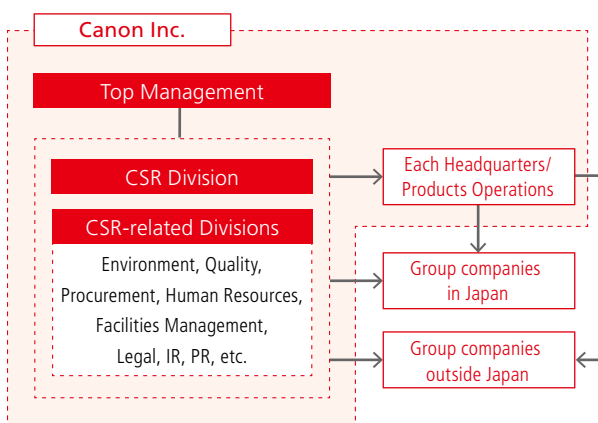 Canon Inc.
Top Management
CSR Division
CSR-related Divisions
Environment, Quality,
Procurement, Human Resources,
Facilities Management,
Legal, IR, PR, etc.
Each Headquarters/
Products Operations
Group companies
in Japan
Group companies
outside Japan